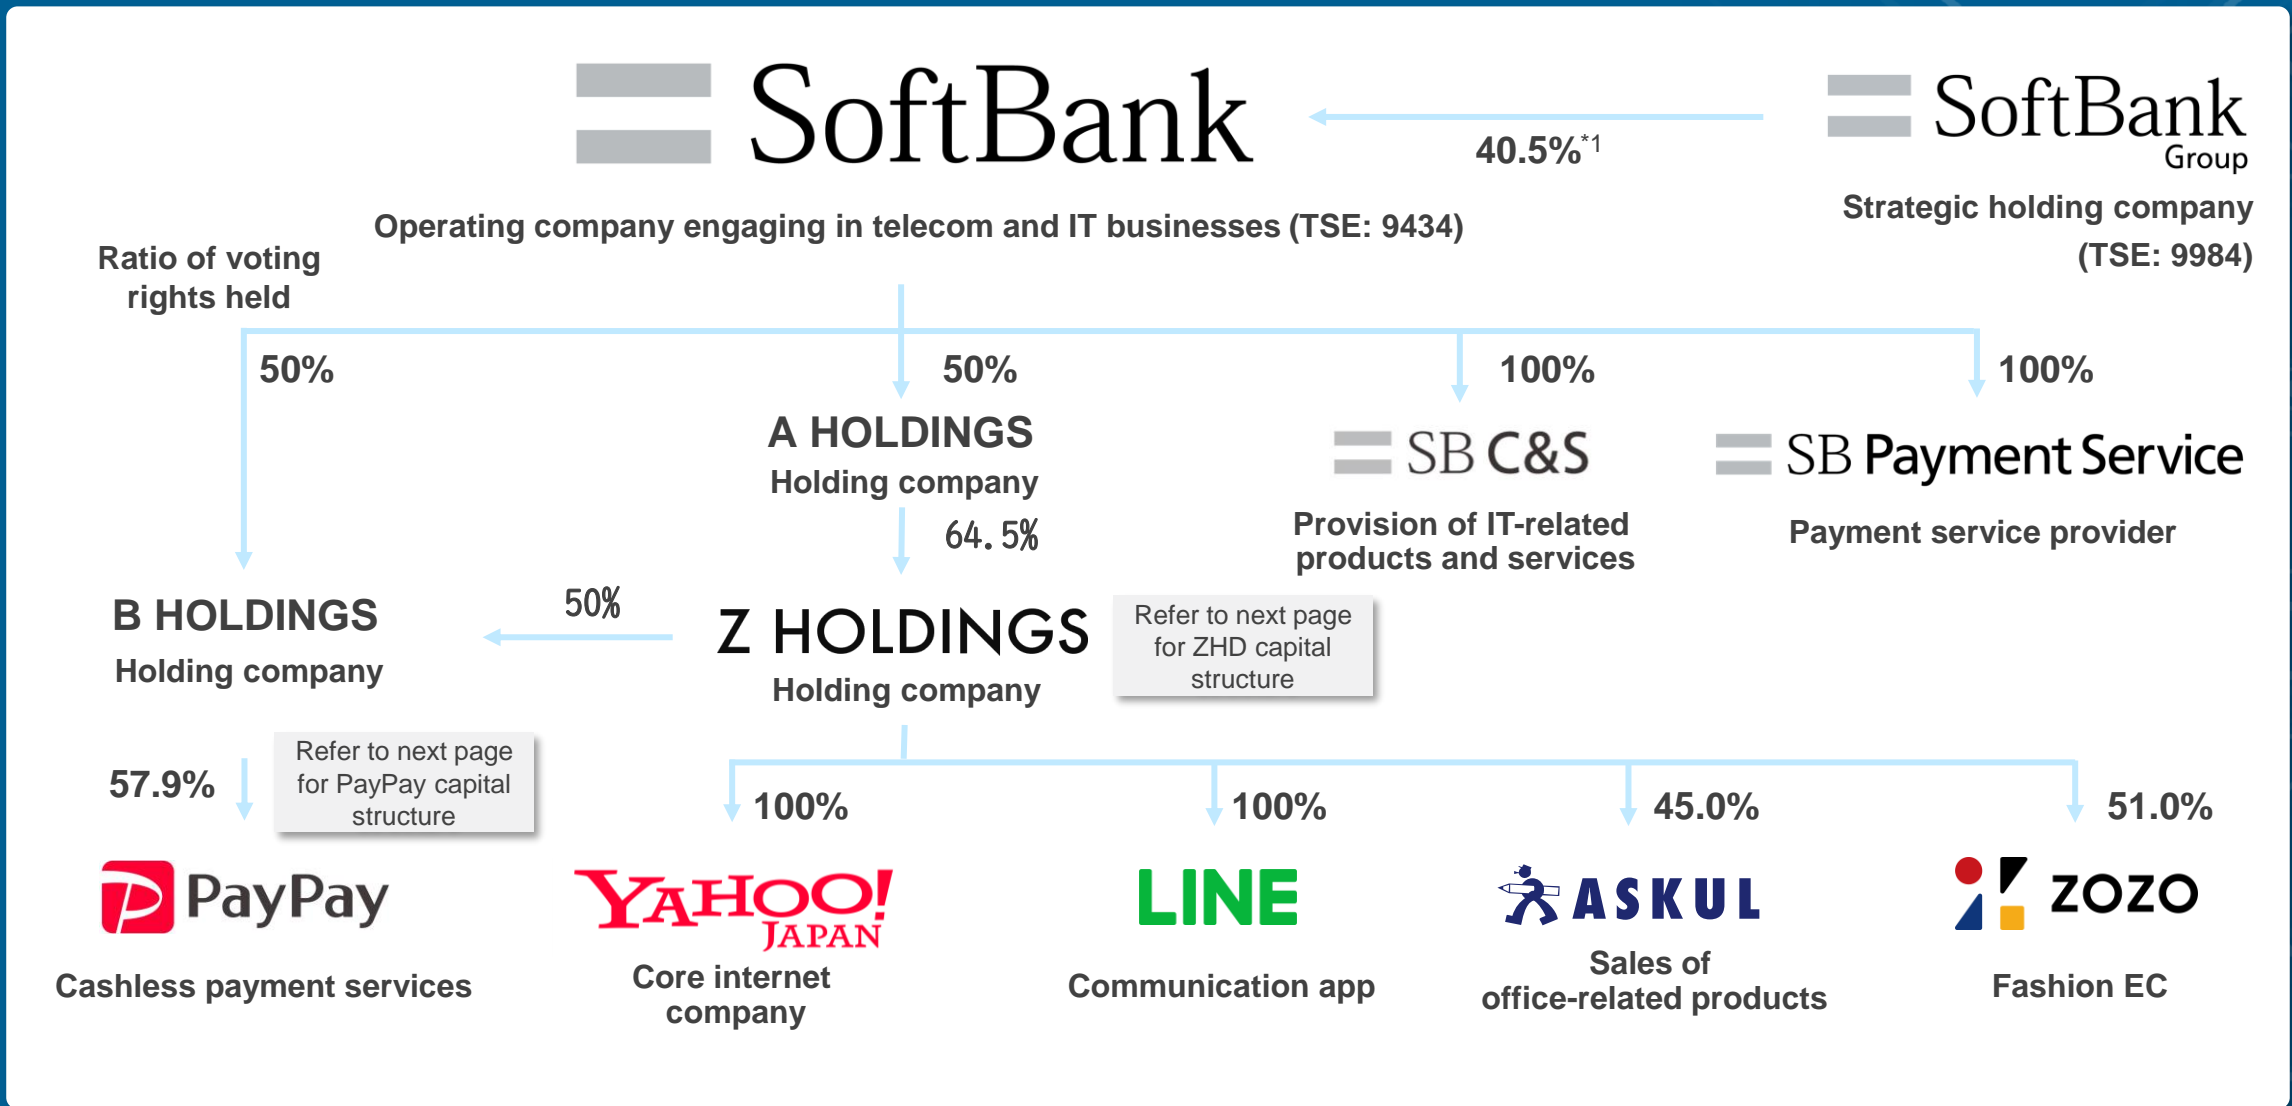 SoftBank
40.5%*1
SoftBank
Group
Operating company engaging in telecom and IT businesses (TSE: 9434)
Strategic holding company
(TSE: 9984)
Ratio of voting
rights held
50%
50%
100%
100%
A HOLDINGS
Holding company
64.5%
SB C&S
Provision of IT-related
products and services
SB Payment Service
Payment service provider
B HOLDINGS
Holding company
50%
Z HOLDINGS
Holding company
Refer to next page
for ZHD capital
structure
57.9%
Refer to next page
for PayPay capital
structure
100%
100%
45.0%
51.0%
PayPay
Cashless payment services
YAHOO!
JAPAN
Core internet
company
LINE
Communication app
ASKUL
Sales of
office-related products
ZOZO
Fashion EC